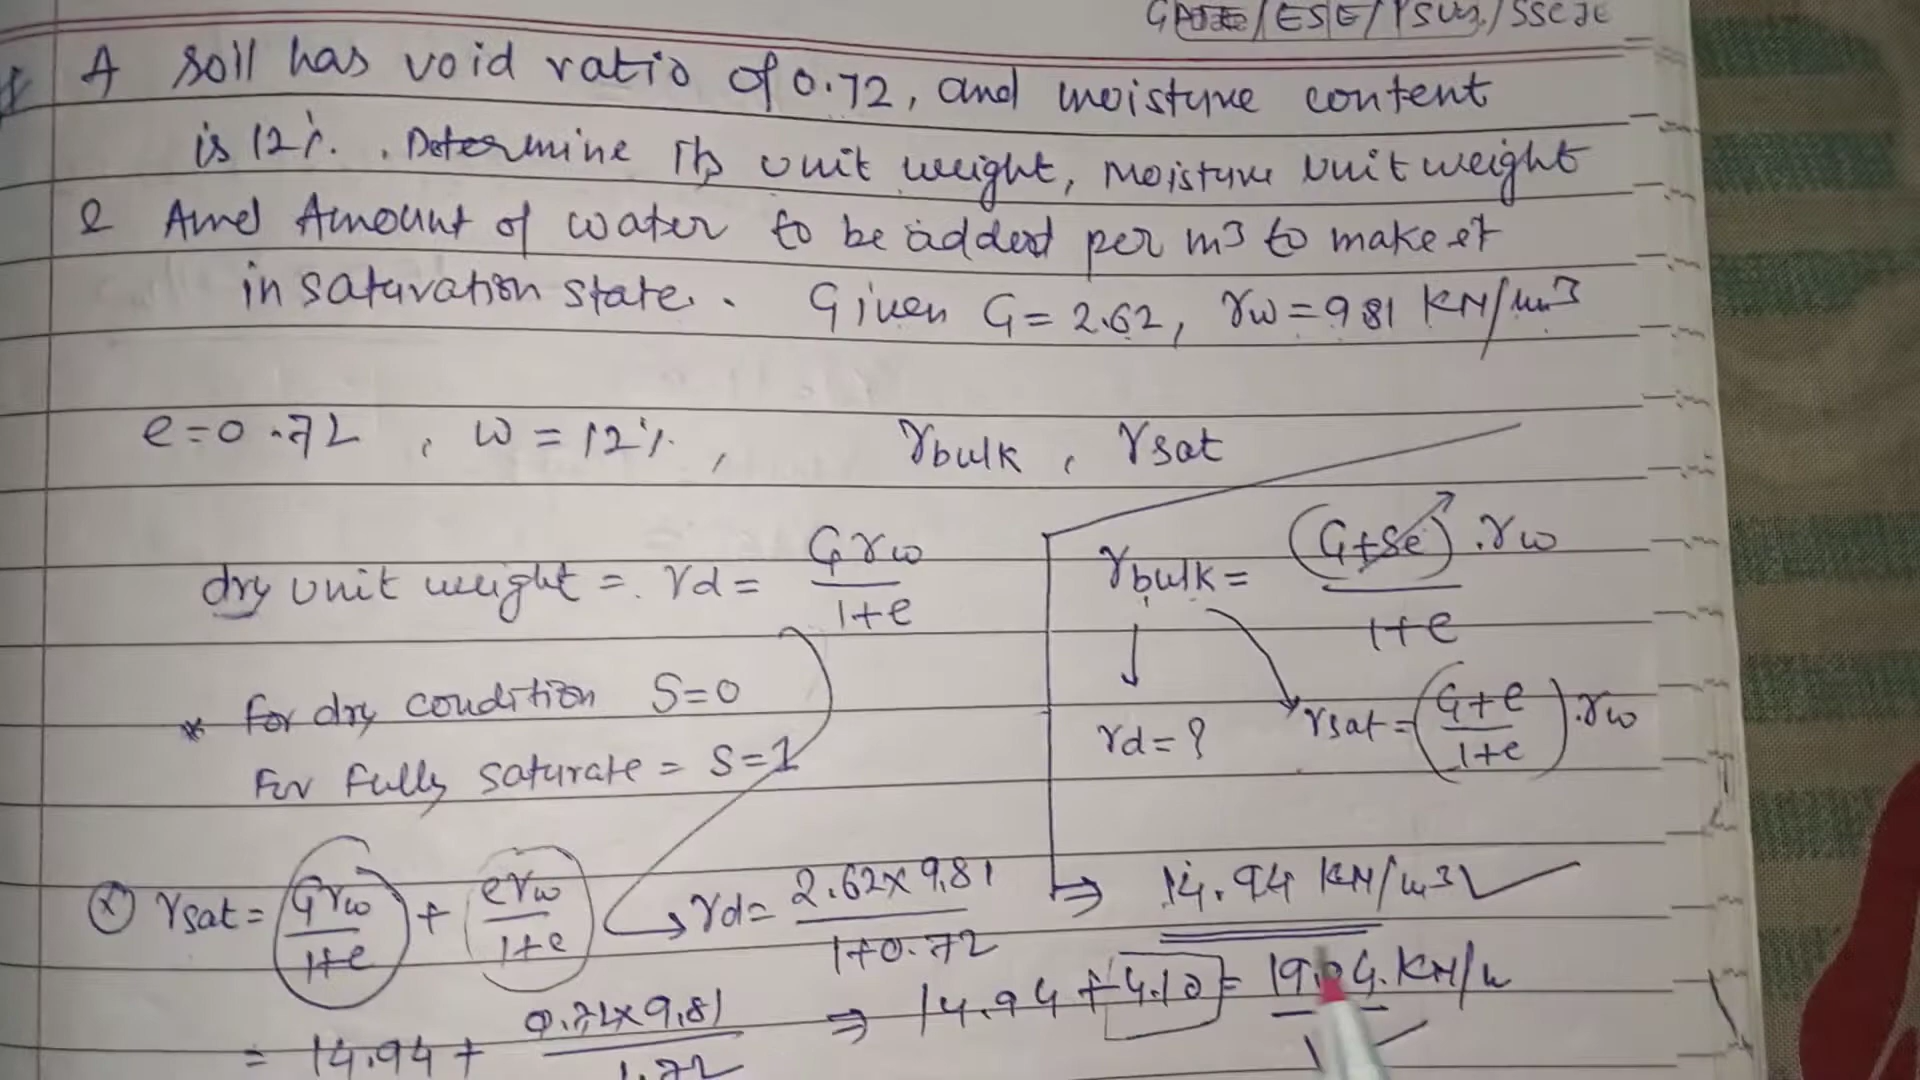 GATE/ESE/PSUs/SSC JE
A soil has void ratio of 0.72, and moisture content
is 12%. . Determine its unit weight, Moisture Unit weight
& Amd Amount of water to be added per m3 to make it
in saturation state. Given G = 2.62, γw = 9.81 KN/m3
e=0.72 , w = 12% , γbulk , γsat
dry unit weight = γd = Gγw / 1+e
γbulk = (G+Se).γw / 1+e
* for dry condition S=0
γd = ? γsat = (G+e / 1+e).γw
For fully saturate = S=1
* γsat = (Gγw / 1+e) + (eγw / 1+e) γd = 2.62×9.81 / 1+0.72 ⇒ 14.94 KN/m3
= 14.94 + 0.72×9.81 / 1.72 ⇒ 14.94 + 4.10 = 19.04. KN/m